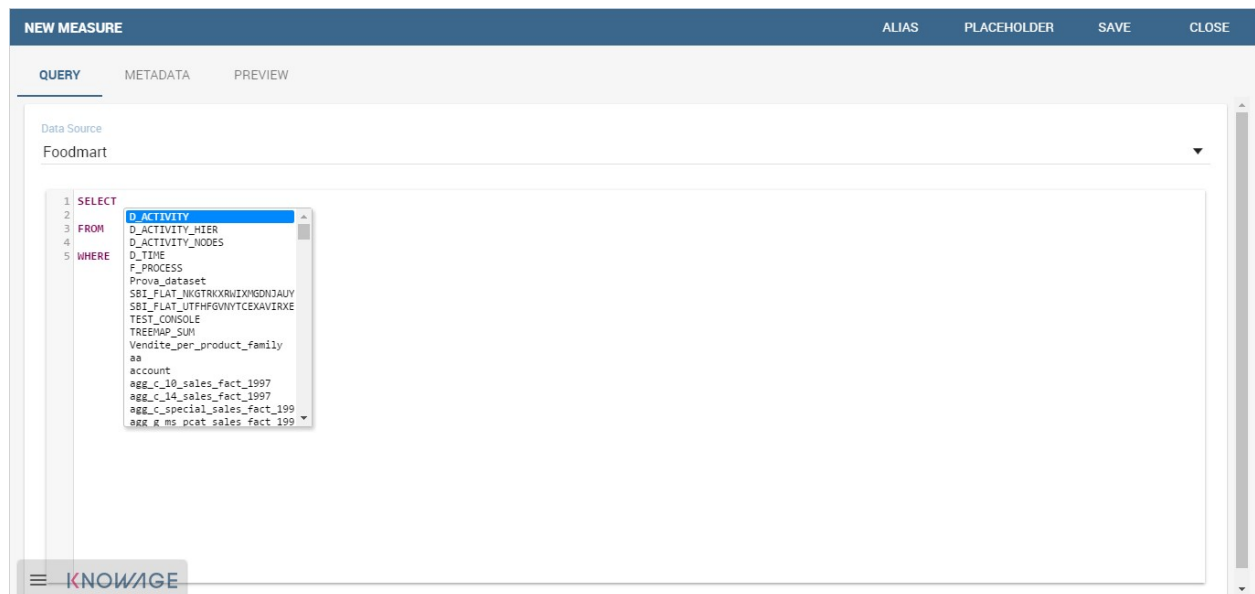 NEW MEASURE ALIAS PLACEHOLDER SAVE CLOSE
QUERY METADATA PREVIEW
Data Source
Foodmart
1 SELECT
2
3 FROM
4
5 WHERE
D_ACTIVITY
D_ACTIVITY_HIER
D_ACTIVITY_NODES
D_TIME
F_PROCESS
Prova_dataset
SBI_FLAT_NKGTRKXRWIXMGDNJAUY
SBI_FLAT_UTFHFGVNYTCEXAVIRXE
TEST_CONSOLE
TREEMAP_SUM
Vendite_per_product_family
aa
account
agg_c_10_sales_fact_1997
agg_c_14_sales_fact_1997
agg_c_special_sales_fact_199
agg_g_ms_pcat_sales_fact_199
KNOWAGE